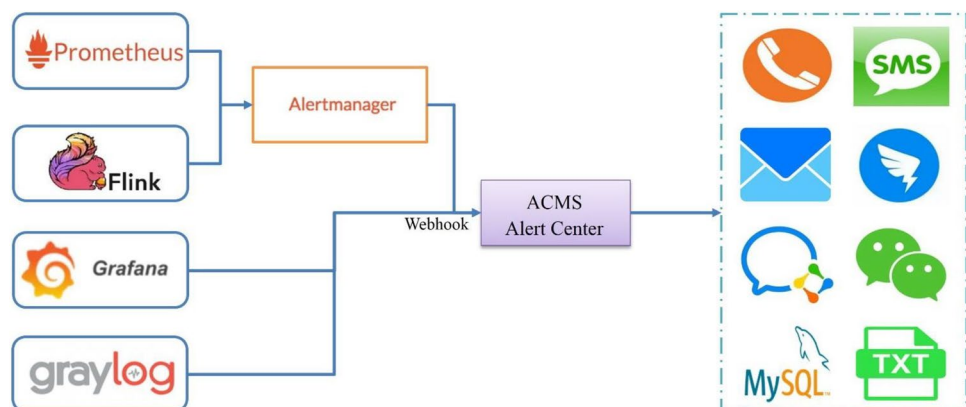 Prometheus
Alertmanager
Flink
Grafana
graylog
Webhook
ACMS
Alert Center
SMS
MySQL
TXT